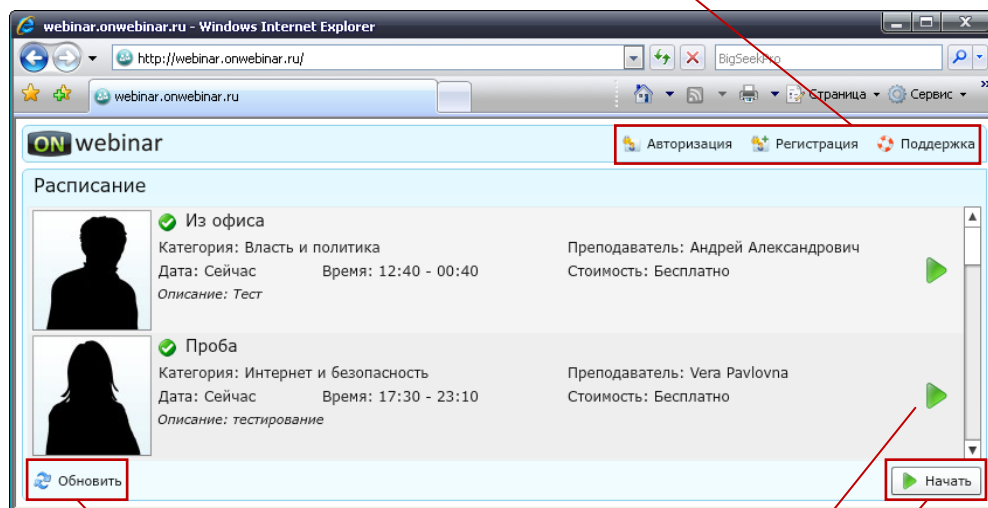 webinar.onwebinar.ru - Windows Internet Explorer
http://webinar.onwebinar.ru/
BigSeekPro
webinar.onwebinar.ru
Страница
Сервис
ON webinar
Авторизация
Регистрация
Поддержка
Расписание
Из офиса
Категория: Власть и политика
Преподаватель: Андрей Александрович
Дата: Сейчас
Время: 12:40 - 00:40
Стоимость: Бесплатно
Описание: Тест
Проба
Категория: Интернет и безопасность
Преподаватель: Vera Pavlovna
Дата: Сейчас
Время: 17:30 - 23:10
Стоимость: Бесплатно
Описание: тестирование
Обновить
Начать